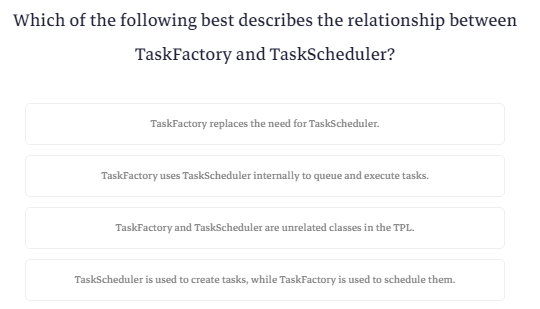 Which of the following best describes the relationship between
TaskFactory and TaskScheduler?
TaskFactory replaces the need for TaskScheduler.
TaskFactory uses TaskScheduler internally to queue and execute tasks.
TaskFactory and TaskScheduler are unrelated classes in the TPL.
TaskScheduler is used to create tasks, while TaskFactory is used to schedule them.